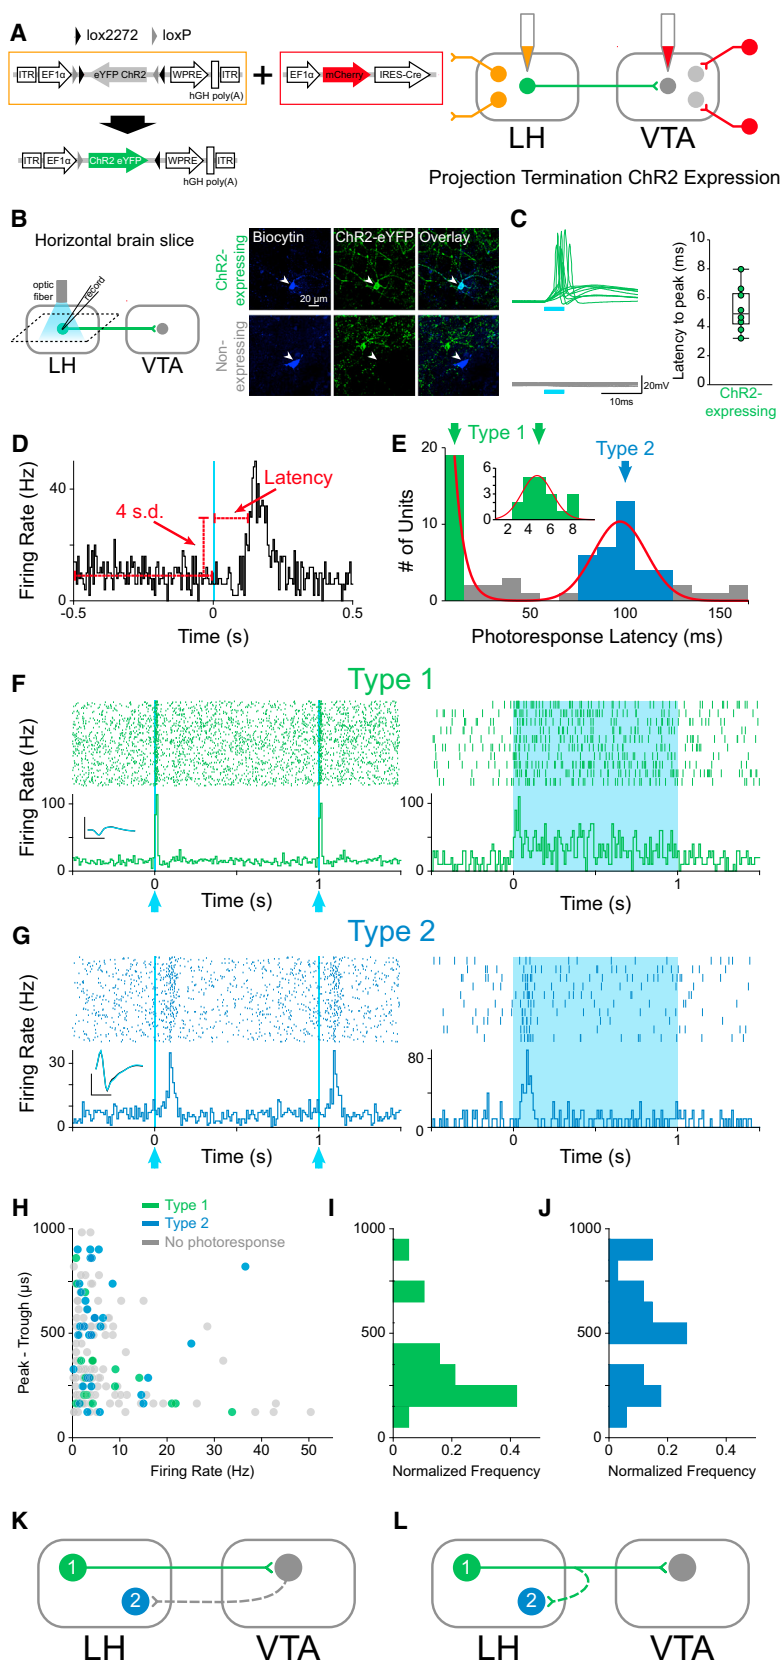 A
lox2272 loxP
ITR EF1α eYFP ChR2 WPRE ITR
hGH poly(A)
+
EF1α mCherry IRES-Cre
ITR EF1α ChR2 eYFP WPRE ITR
hGH poly(A)
LH VTA
Projection Termination ChR2 Expression
B
Horizontal brain slice
optic fiber
record
LH VTA
Biocytin ChR2-eYFP Overlay
ChR2-expressing
20 µm
Non-expressing
C
20mV
10ms
Latency to peak (ms)
10
8
6
4
2
0
ChR2-expressing
D
Firing Rate (Hz)
40
0
4 s.d.
Latency
-0.5 0 0.5
Time (s)
E
Type 1
Type 2
# of Units
20
10
0
6
3
0
2 4 6 8
50 100 150
Photoresponse Latency (ms)
F
Type 1
Firing Rate (Hz)
100
0
0 1
Time (s)
100
0
0 1
Time (s)
G
Type 2
Firing Rate (Hz)
30
0
0 1
Time (s)
80
0
0 1
Time (s)
H
Type 1
Type 2
No photoresponse
Peak - Trough (µs)
1000
500
0
0 10 20 30 40 50
Firing Rate (Hz)
I
1000
500
0
0 0.2 0.4
Normalized Frequency
J
1000
500
0
0 0.2 0.4
Normalized Frequency
K
1
2
LH VTA
L
1
2
LH VTA